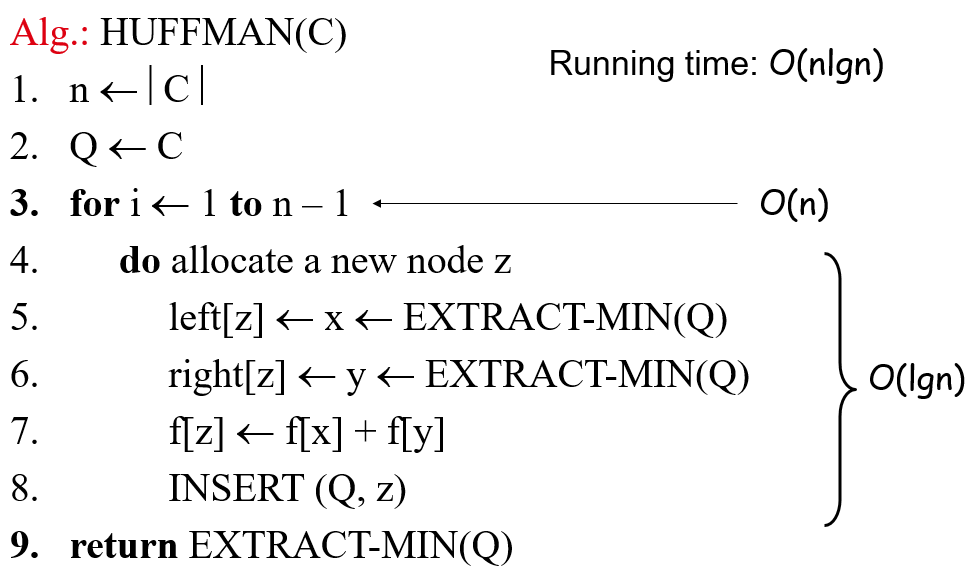 Alg.: HUFFMAN(C)
Running time: O(nlgn)
1. n ← |C|
2. Q ← C
3. for i ← 1 to n – 1 O(n)
4. do allocate a new node z
5. left[z] ← x ← EXTRACT-MIN(Q)
6. right[z] ← y ← EXTRACT-MIN(Q)
O(lgn)
7. f[z] ← f[x] + f[y]
8. INSERT (Q, z)
9. return EXTRACT-MIN(Q)